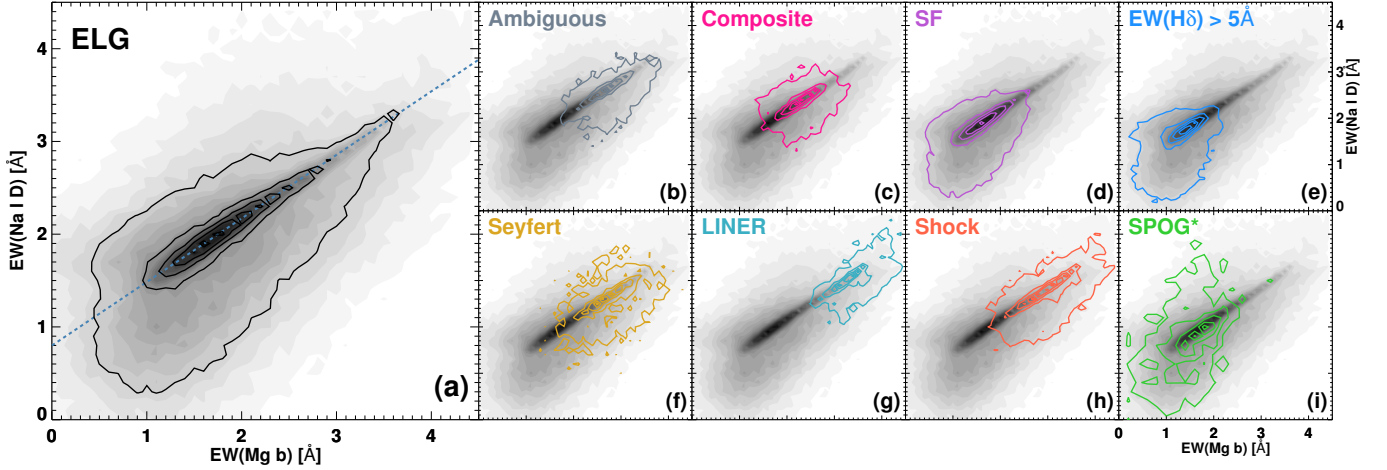 ELG
(a)
4
3
2
1
0
EW(Na I D) [Å]
0 1 2 3 4
EW(Mg b) [Å]
Ambiguous
(b)
Composite
(c)
SF
(d)
EW(Hδ) > 5Å
(e)
4
3
2
1
0
EW(Na I D) [Å]
Seyfert
(f)
LINER
(g)
Shock
(h)
SPOG*
(i)
0 1 2 3 4
EW(Mg b) [Å]